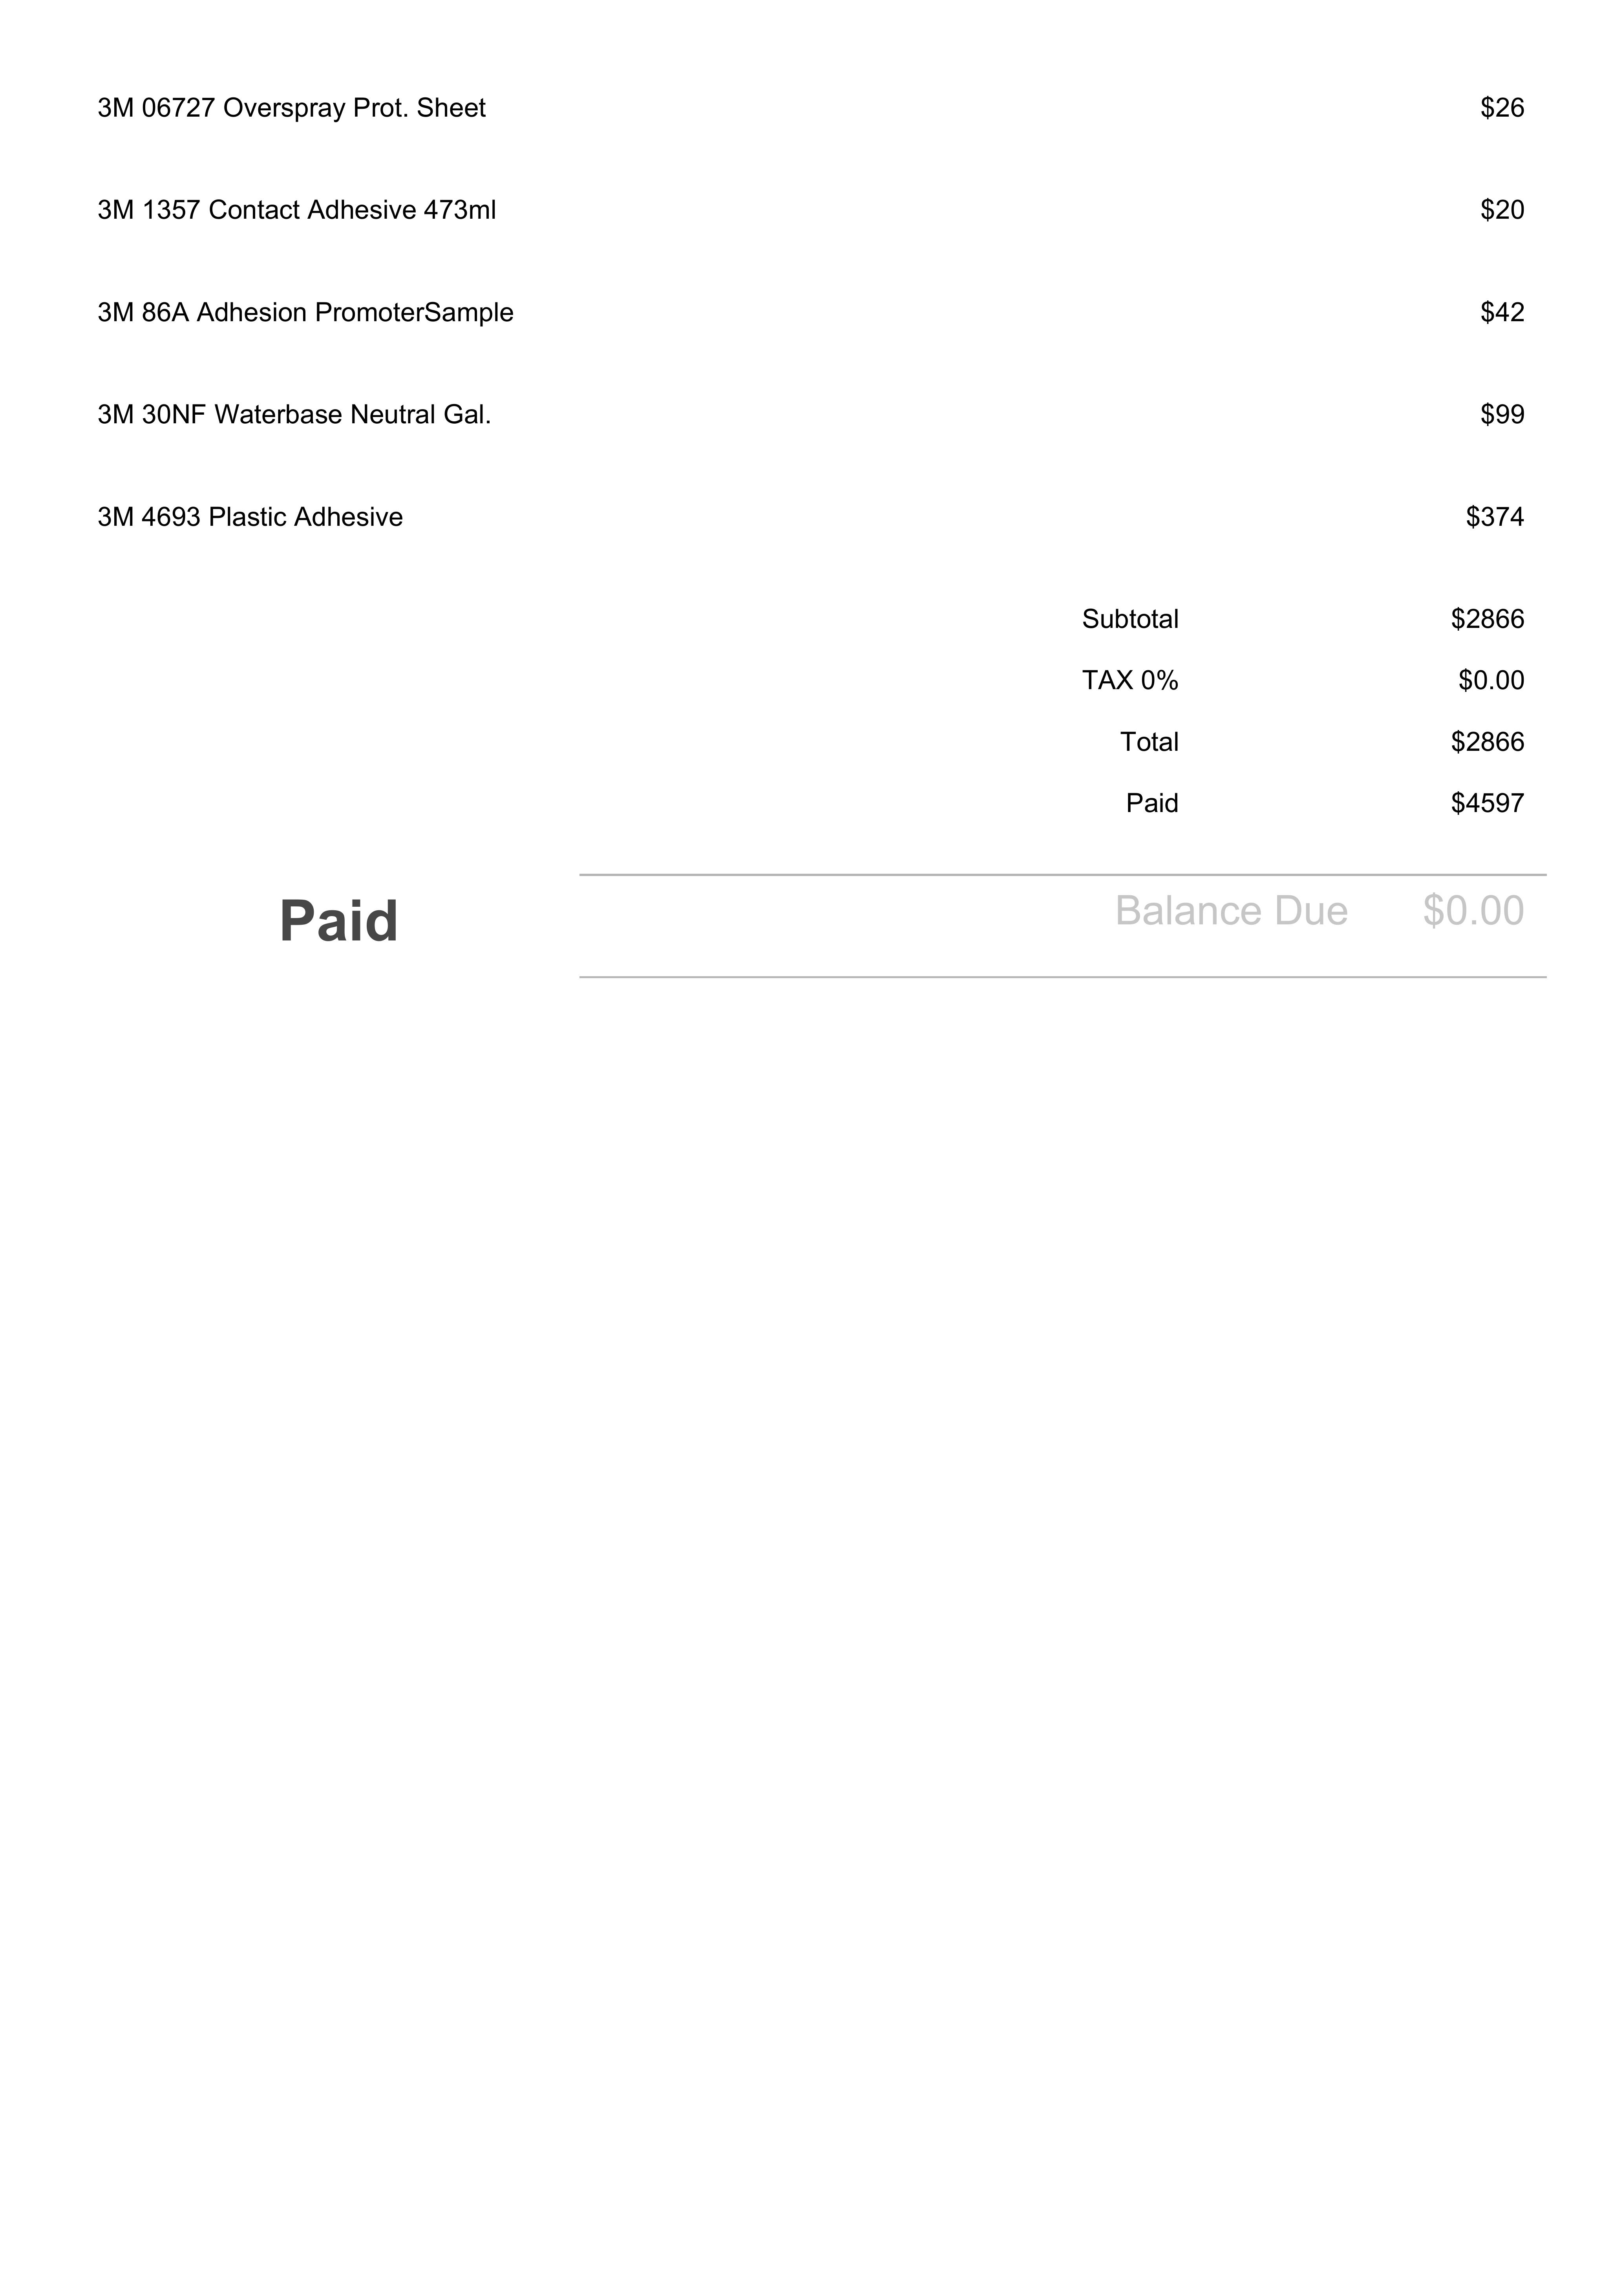 3M 06727 Overspray Prot. Sheet $26
3M 1357 Contact Adhesive 473ml $20
3M 86A Adhesion PromoterSample $42
3M 30NF Waterbase Neutral Gal. $99
3M 4693 Plastic Adhesive $374
Subtotal $2866
TAX 0% $0.00
Total $2866
Paid $4597
Paid Balance Due $0.00